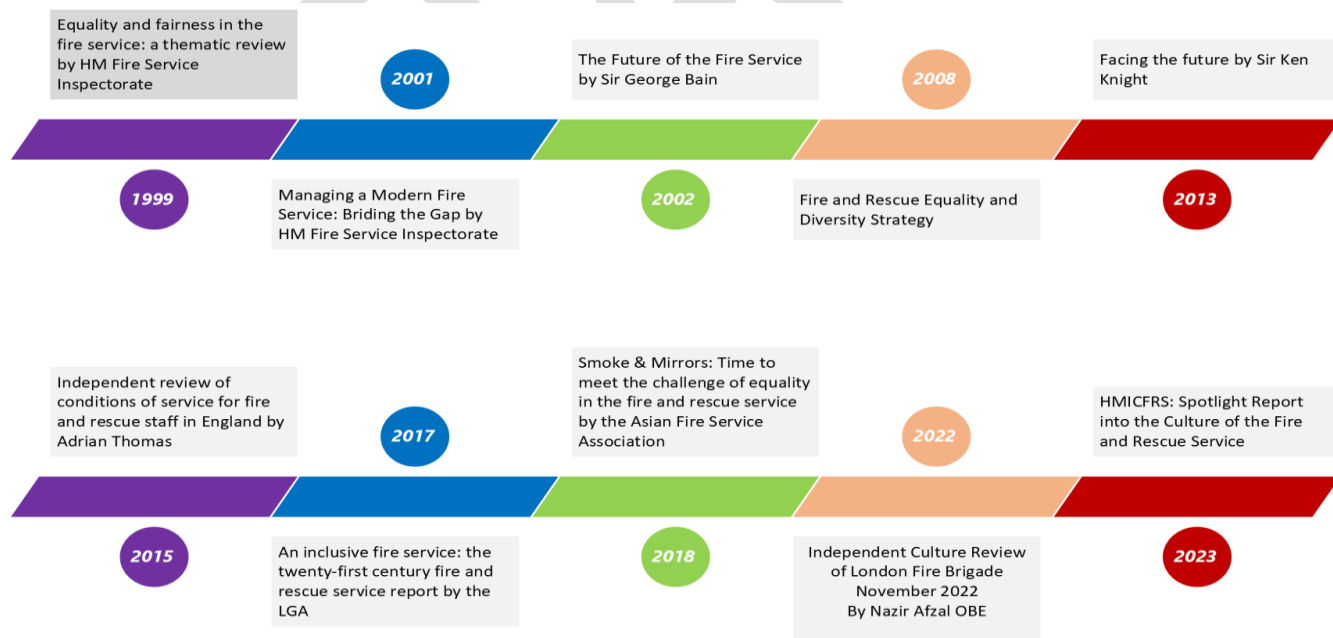 Equality and fairness in the
fire service: a thematic review
by HM Fire Service
Inspectorate
1999
2001
Managing a Modern Fire
Service: Briding the Gap by
HM Fire Service Inspectorate
The Future of the Fire Service
by Sir George Bain
2002
2008
Fire and Rescue Equality and
Diversity Strategy
Facing the future by Sir Ken
Knight
2013
Independent review of
conditions of service for fire
and rescue staff in England by
Adrian Thomas
2015
2017
An inclusive fire service: the
twenty-first century fire and
rescue service report by the
LGA
Smoke & Mirrors: Time to
meet the challenge of equality
in the fire and rescue service
by the Asian Fire Service
Association
2018
2022
Independent Culture Review
of London Fire Brigade
November 2022
By Nazir Afzal OBE
HMICFRS: Spotlight Report
into the Culture of the Fire
and Rescue Service
2023